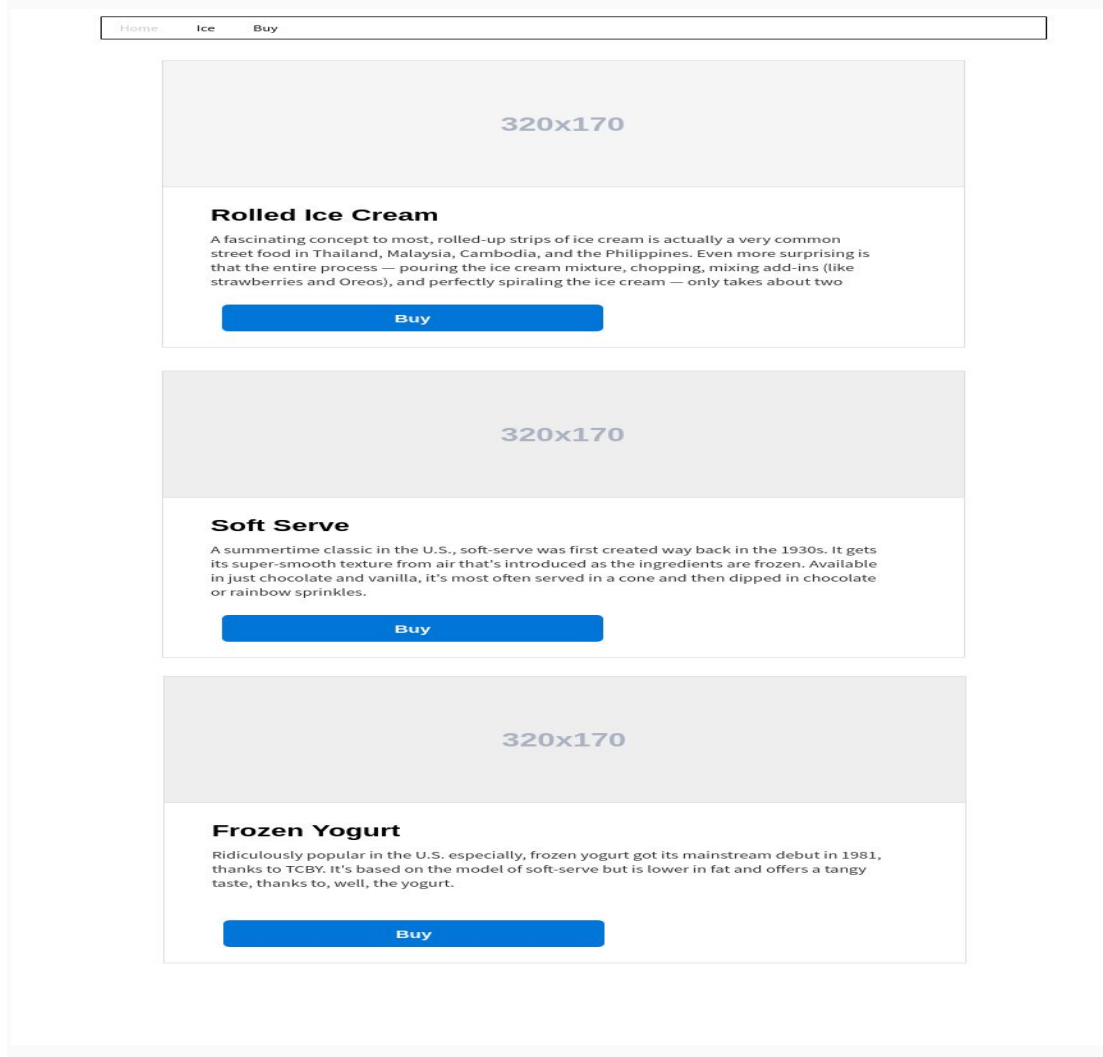 Home Ice Buy
320x170
Rolled Ice Cream
A fascinating concept to most, rolled-up strips of ice cream is actually a very common
street food in Thailand, Malaysia, Cambodia, and the Philippines. Even more surprising is
that the entire process — pouring the ice cream mixture, chopping, mixing add-ins (like
strawberries and Oreos), and perfectly spiraling the ice cream — only takes about two
Buy
320x170
Soft Serve
A summertime classic in the U.S., soft-serve was first created way back in the 1930s. It gets
its super-smooth texture from air that's introduced as the ingredients are frozen. Available
in just chocolate and vanilla, it's most often served in a cone and then dipped in chocolate
or rainbow sprinkles.
Buy
320x170
Frozen Yogurt
Ridiculously popular in the U.S. especially, frozen yogurt got its mainstream debut in 1981,
thanks to TCBY. It's based on the model of soft-serve but is lower in fat and offers a tangy
taste, thanks to, well, the yogurt.
Buy